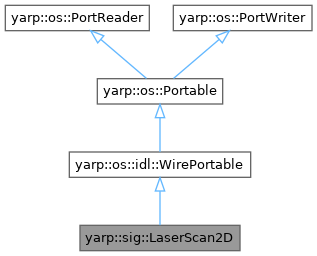 yarp::os::PortReader
yarp::os::PortWriter
yarp::os::Portable
yarp::os::idl::WirePortable
yarp::sig::LaserScan2D